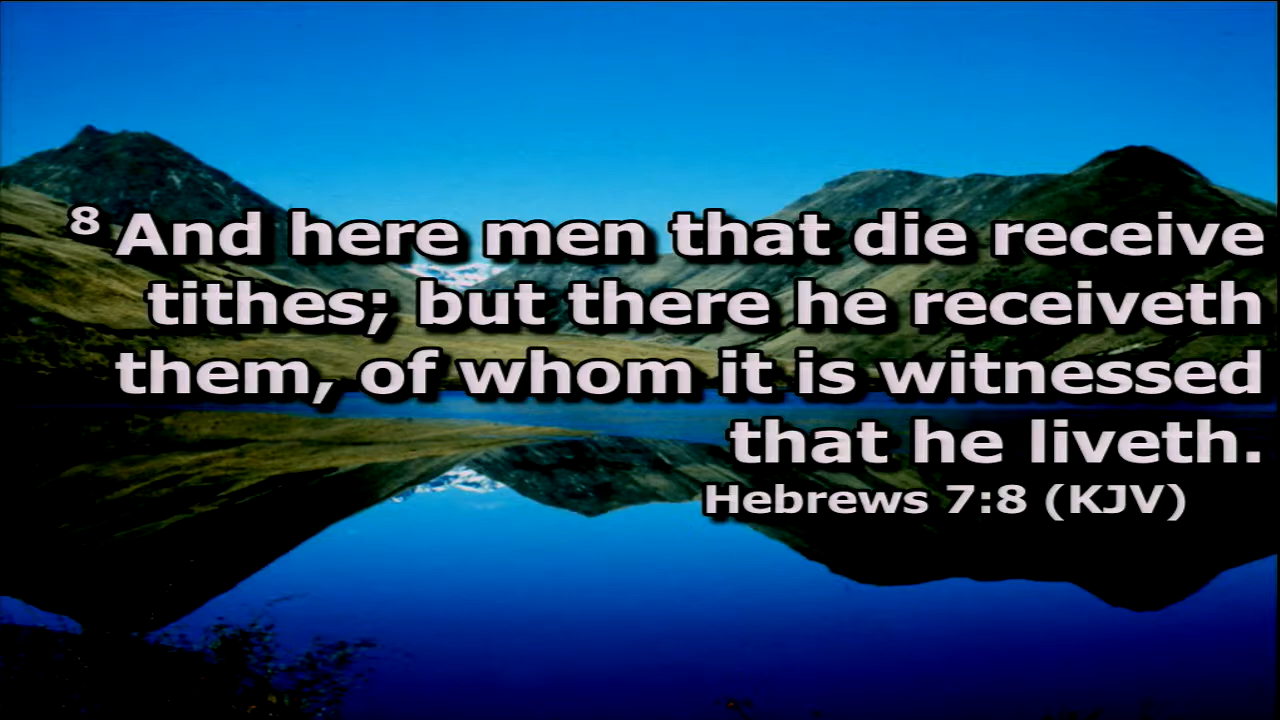 8 And here men that die receive
tithes; but there he receiveth
them, of whom it is witnessed
that he liveth.
Hebrews 7:8 (KJV)